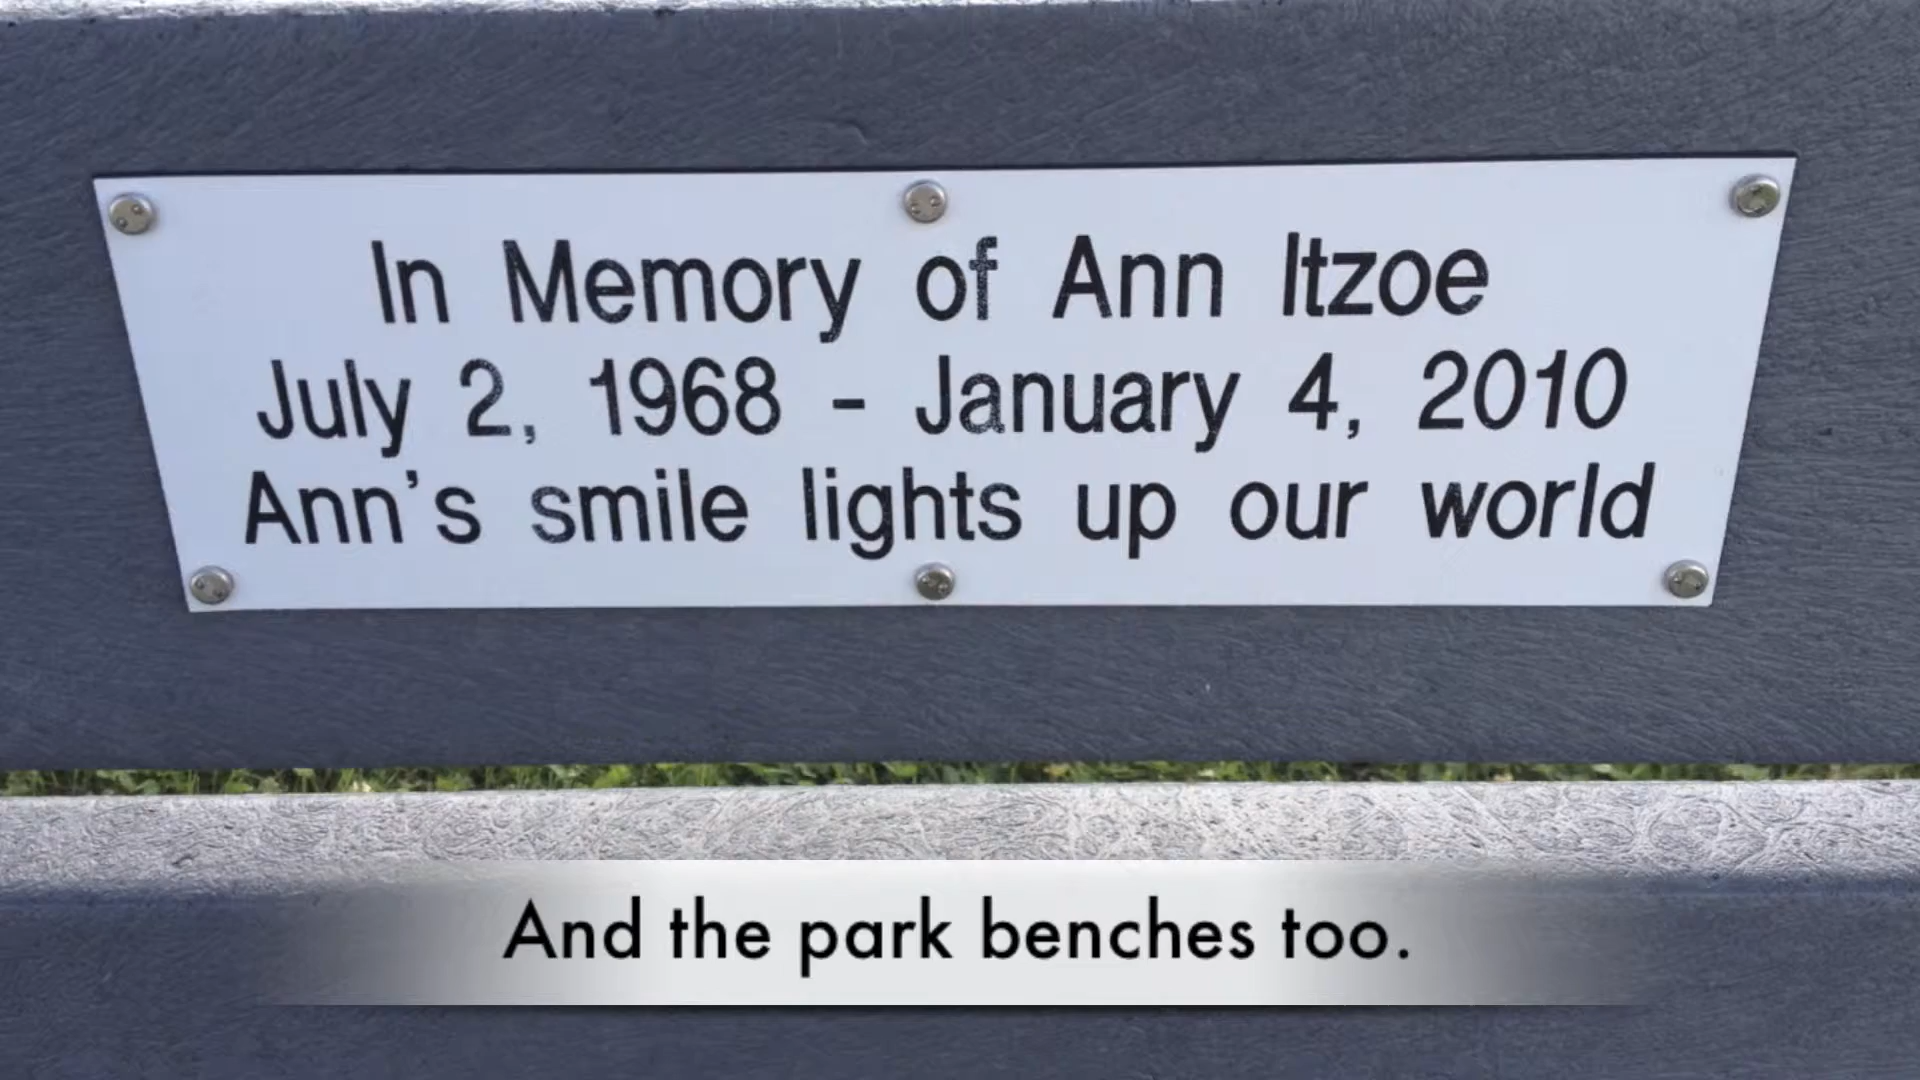 In Memory of Ann Itzoe
July 2, 1968 - January 4, 2010
Ann's smile lights up our world
And the park benches too.